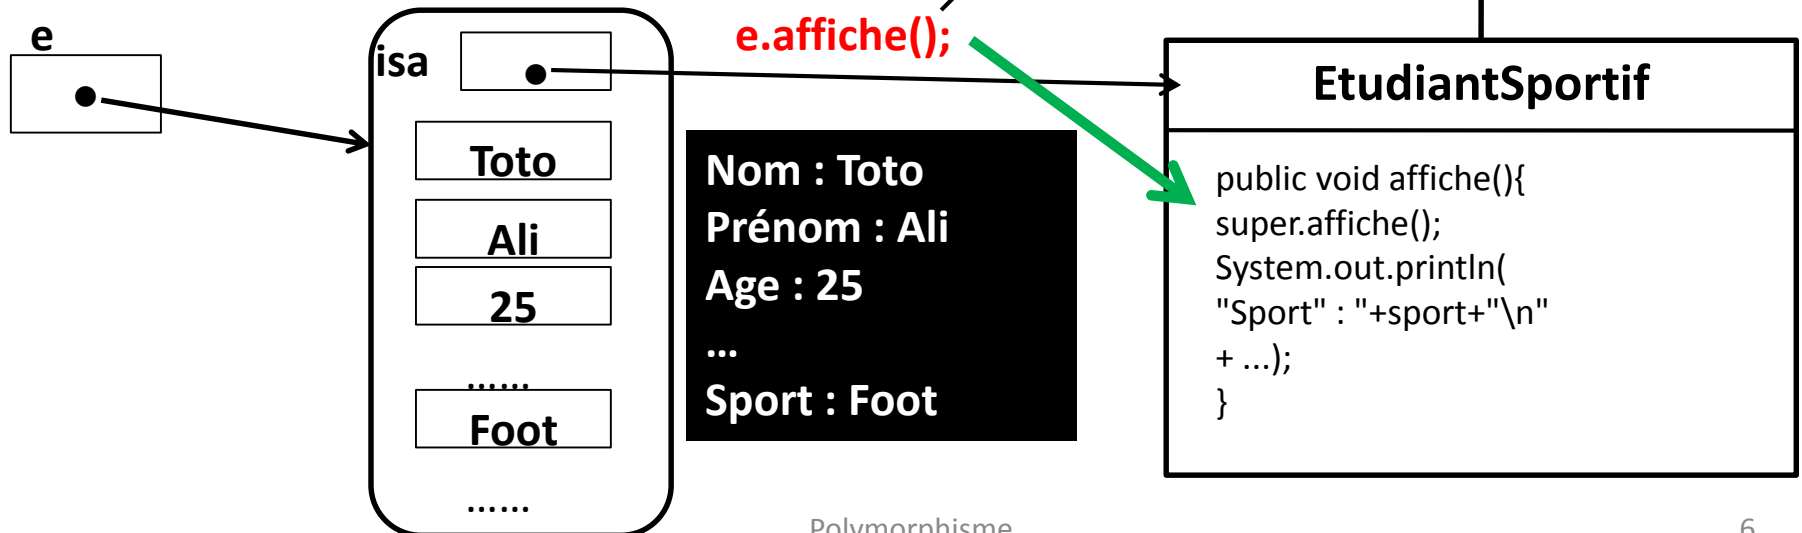 e
isa
Toto
Ali
25
......
Foot
......
e.affiche();
Nom : Toto
Prénom : Ali
Age : 25
...
Sport : Foot
EtudiantSportif
public void affiche(){
super.affiche();
System.out.println(
"Sport" : "+sport+"\n"
+ ...);
}
Polymorphisme
6